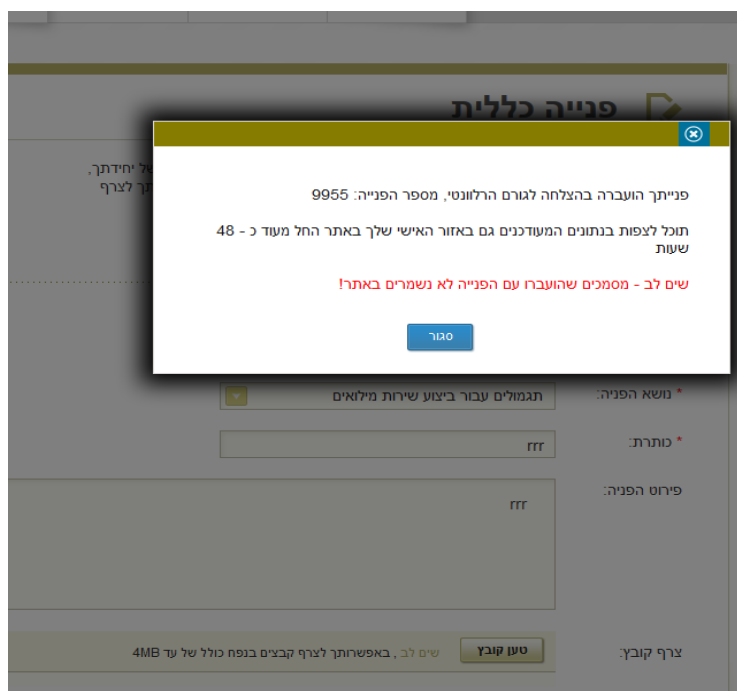 פנייה כללית
של יחידתך,
לצרף
פנייתך הועברה בהצלחה לגורם הרלוונטי, מספר הפנייה: 9955
תוכל לצפות בנתונים המעודכנים גם באזור האישי שלך באתר החל מעוד כ - 48
שעות
שים לב - מסמכים שהועברו עם הפנייה לא נשמרים באתר!
סגור
* נושא הפניה: תגמולים עבור ביצוע שירות מילואים
* כותרת: rrr
פירוט הפניה: rrr
צרף קובץ: טען קובץ שים לב , באפשרותך לצרף קבצים בנפח כולל של עד 4MB